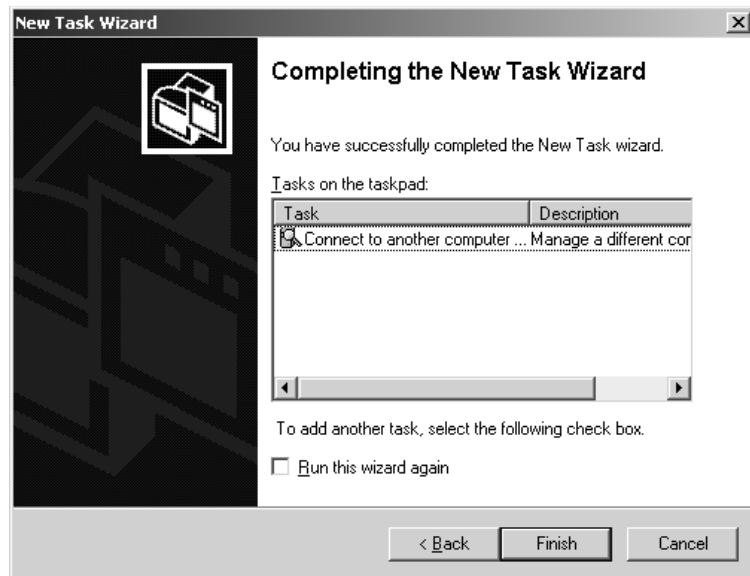 New Task Wizard
Completing the New Task Wizard
You have successfully completed the New Task wizard.
Tasks on the taskpad:
Task Description
Connect to another computer ... Manage a different cor
To add another task, select the following check box.
Run this wizard again
< Back Finish Cancel